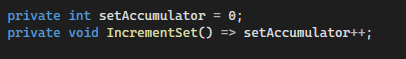 private int setAccumulator = 0;
private void IncrementSet() => setAccumulator++;